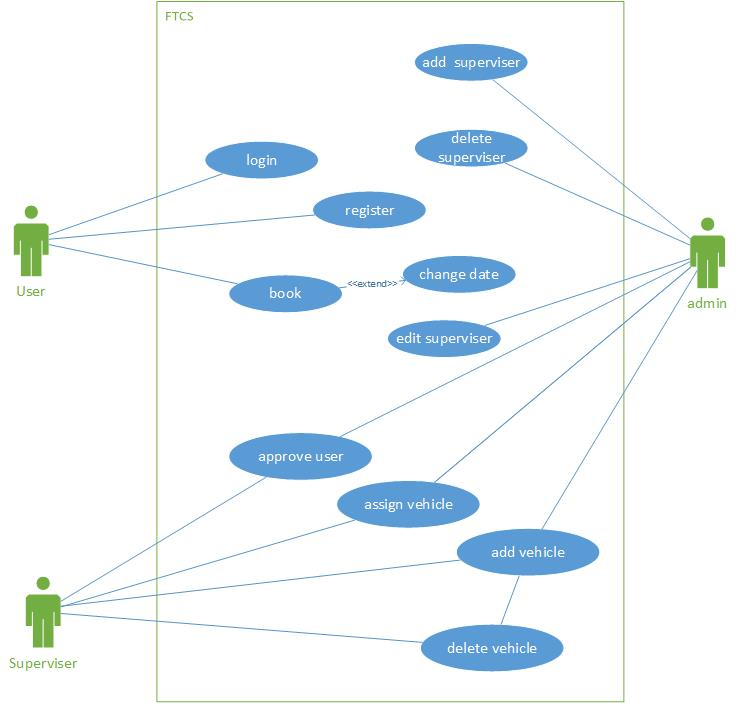 FTCS
add superviser
delete
superviser
login
register
User
book
<<extend>>
change date
admin
edit superviser
approve user
assign vehicle
add vehicle
Superviser
delete vehicle